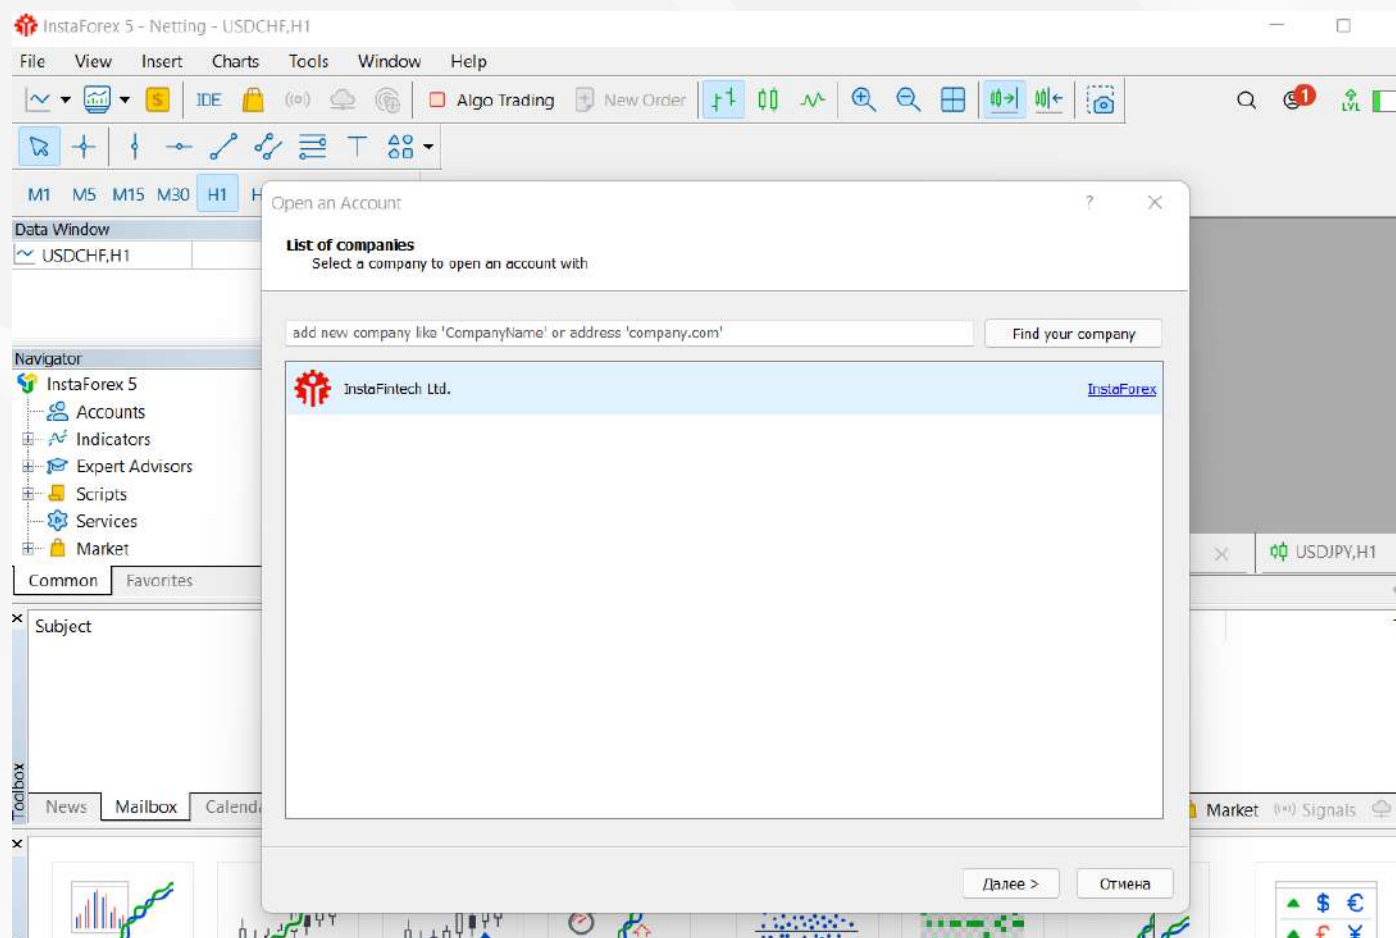 InstaForex 5 - Netting - USDCHF,H1
File View Insert Charts Tools Window Help
$ IDE Algo Trading New Order 1 LVL
M1 M5 M15 M30 H1 H
Data Window
USDCHF,H1
Navigator
InstaForex 5
Accounts
Indicators
Expert Advisors
Scripts
Services
Market
Common Favorites
Open an Account ?
List of companies
Select a company to open an account with
add new company like 'CompanyName' or address 'company.com'
Find your company
InstaFintech Ltd. InstaForex
Далее > Отмена
USDJPY,H1
Subject
Toolbox
News Mailbox Calenda
Market Signals
$ €
£ ¥